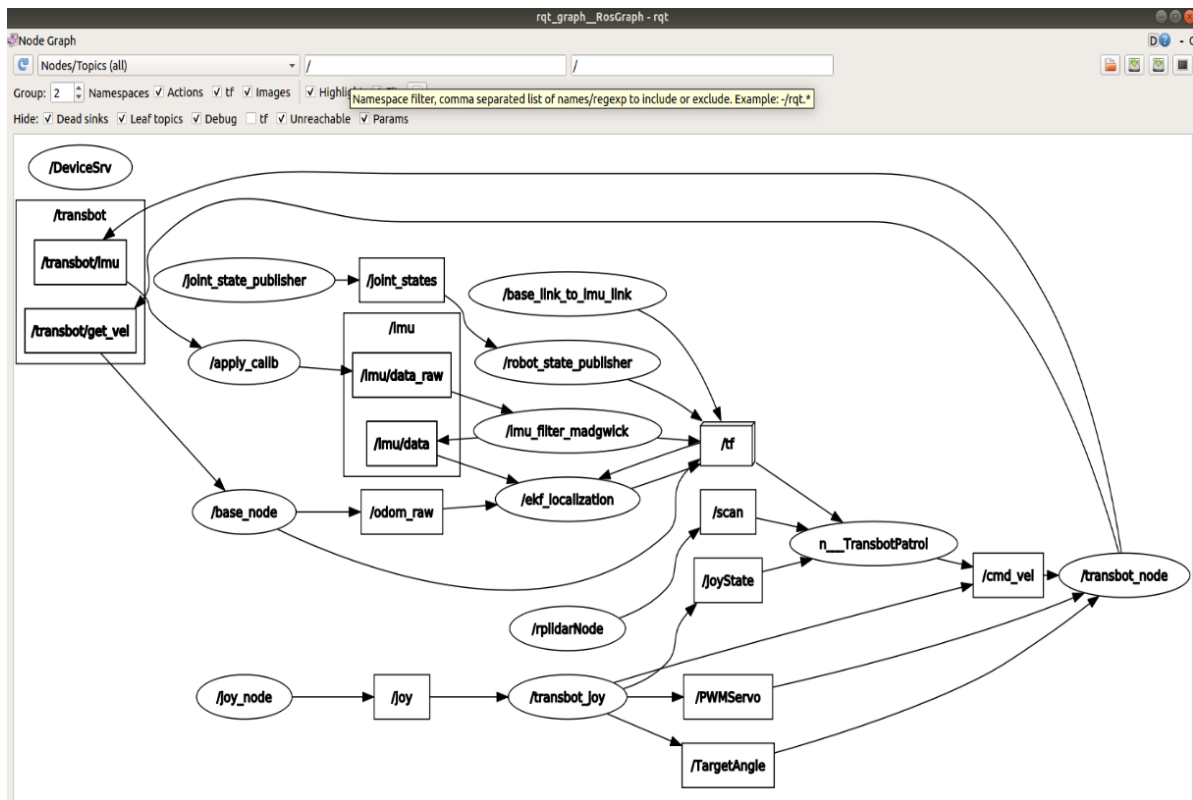 rqt_graph__RosGraph - rqt
Node Graph
D
- C
Nodes/Topics (all)
/
/
Group: 2 Namespaces Actions tf Images Highlight
Namespace filter, comma separated list of names/regexp to include or exclude. Example: -/rqt.*
Hide: Dead sinks Leaf topics Debug tf Unreachable Params
/DeviceSrv
/transbot
/transbot/imu
/transbot/get_vel
/joint_state_publisher
/joint_states
/base_link_to_imu_link
/imu
/apply_calib
/imu/data_raw
/robot_state_publisher
/imu/data
/imu_filter_madgwick
/tf
/base_node
/odom_raw
/ekf_localization
/scan
n__TransbotPatrol
/JoyState
/cmd_vel
/transbot_node
/rplidarNode
/joy_node
/joy
/transbot_joy
/PWMServo
/TargetAngle